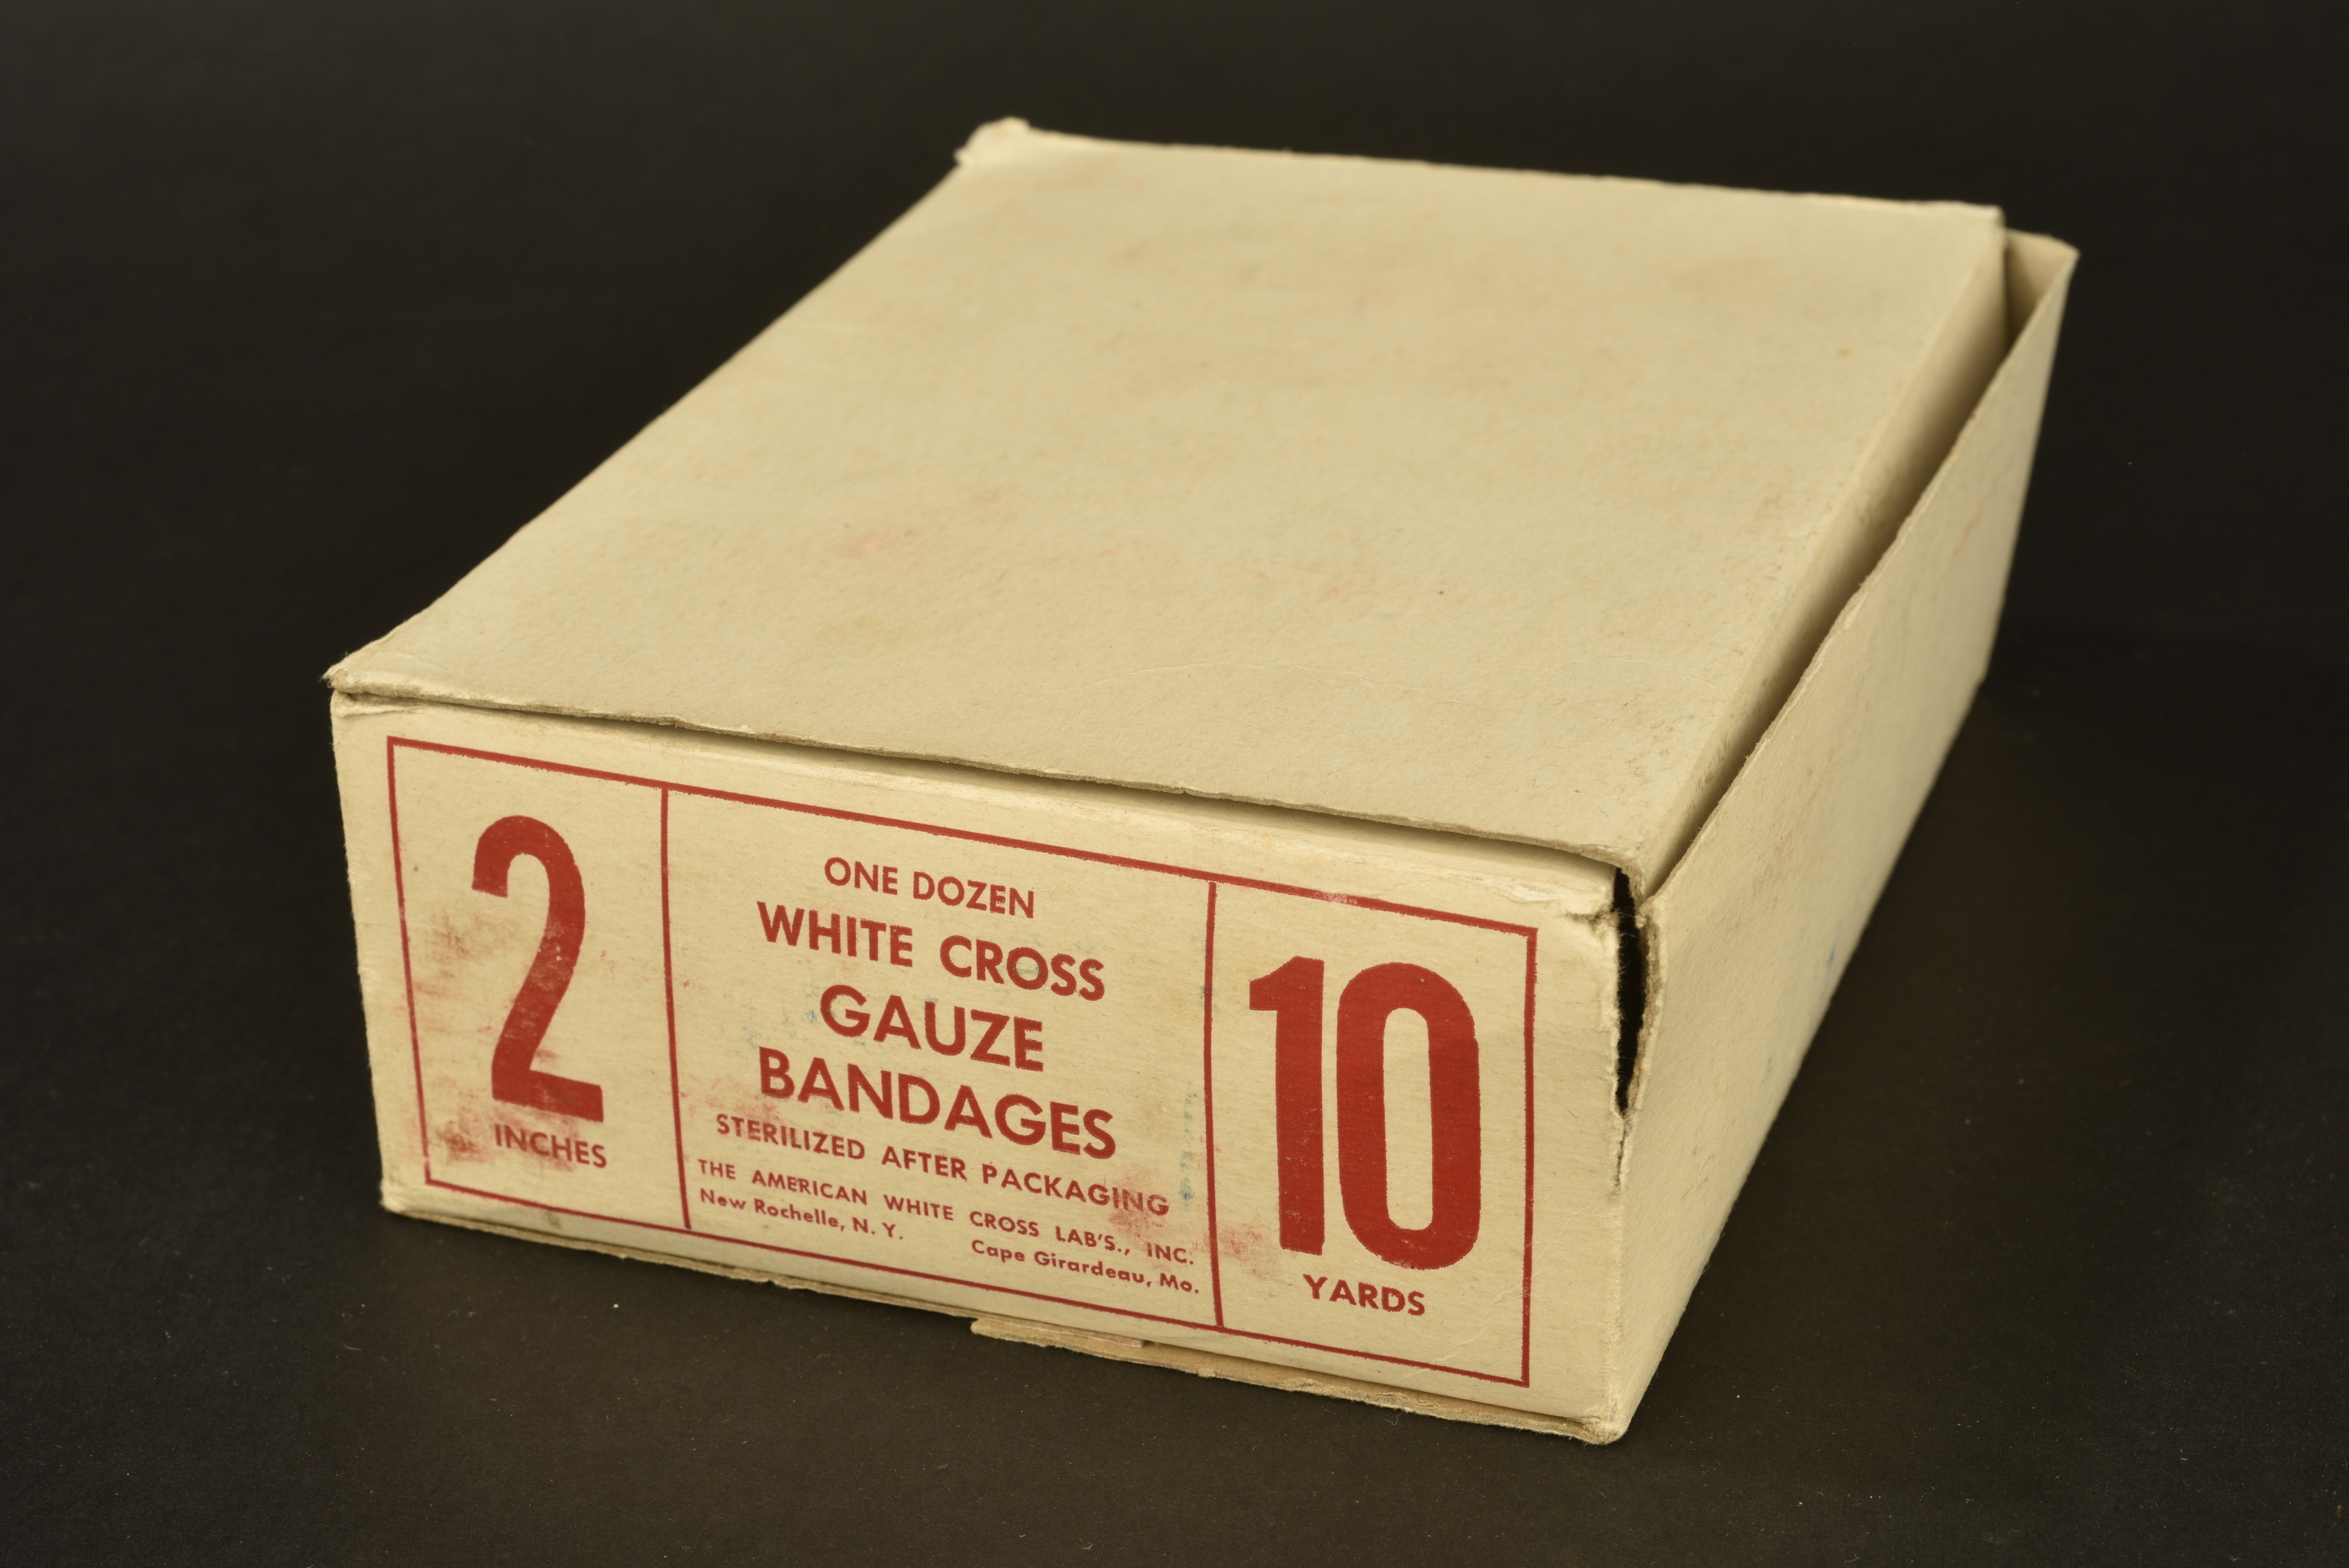 2
INCHES
ONE DOZEN
WHITE CROSS
GAUZE
BANDAGES
STERILIZED AFTER PACKAGING
THE AMERICAN WHITE CROSS LAB'S., INC.
New Rochelle, N. Y. Cape Girardeau, Mo.
10
YARDS